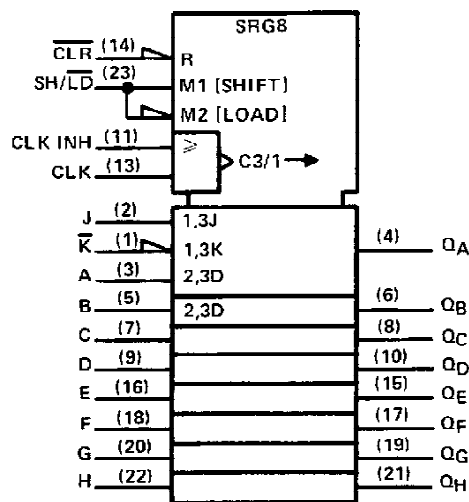 SRG8
C̅L̅R̅ (14) R
SH/L̅D̅ (23) M1 [SHIFT]
M2 [LOAD]
CLK INH (11) ≥
CLK (13) C3/1
J (2) 1,3J
K̅ (1) 1,3K (4) QA
A (3) 2,3D
B (5) 2,3D (6) QB
C (7) (8) QC
D (9) (10) QD
E (16) (15) QE
F (18) (17) QF
G (20) (19) QG
H (22) (21) QH